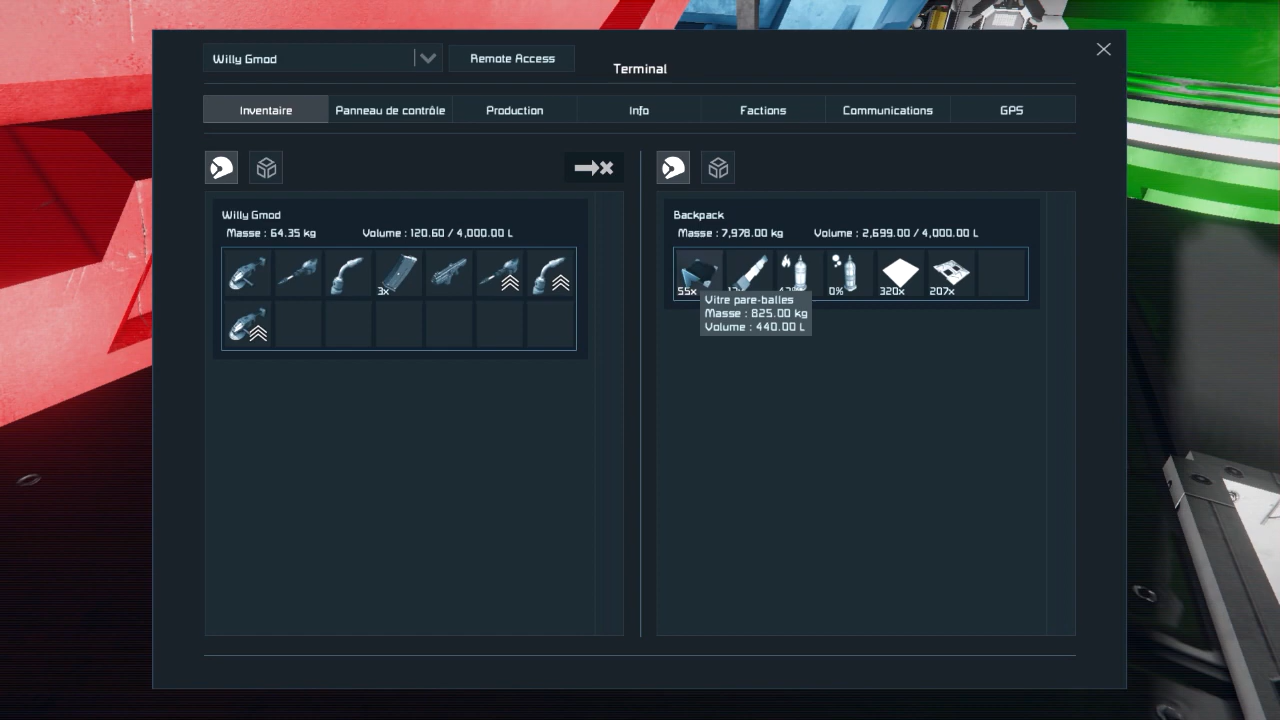 Willy Gmod
Remote Access
Terminal
Inventaire
Panneau de contrôle
Production
Info
Factions
Communications
GPS
Willy Gmod
Masse : 64.35 kg
Volume : 120.60 / 4,000.00 L
3x
Backpack
Masse : 7,978.00 kg
Volume : 2,699.00 / 4,000.00 L
55x
0%
320x
207x
Vitre pare-balles
Masse : 825.00 kg
Volume : 440.00 L